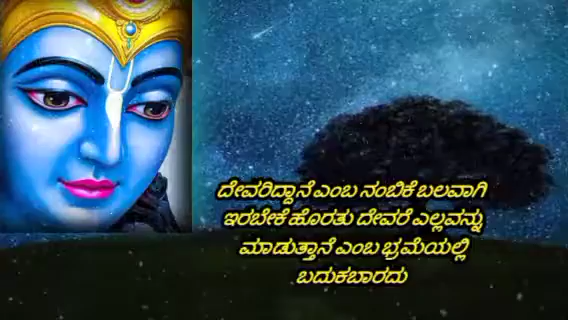 ದೇವರಿದ್ದಾನೆ ಎಂಬ ನಂಬಿಕೆ ಬಲವಾಗಿ
ಇರಬೇಕೆ ಹೊರತು ದೇವರೆ ಎಲ್ಲವನ್ನು
ಮಾಡುತ್ತಾನೆ ಎಂಬ ಭ್ರಮೆಯಲ್ಲಿ
ಬದುಕಬಾರದು